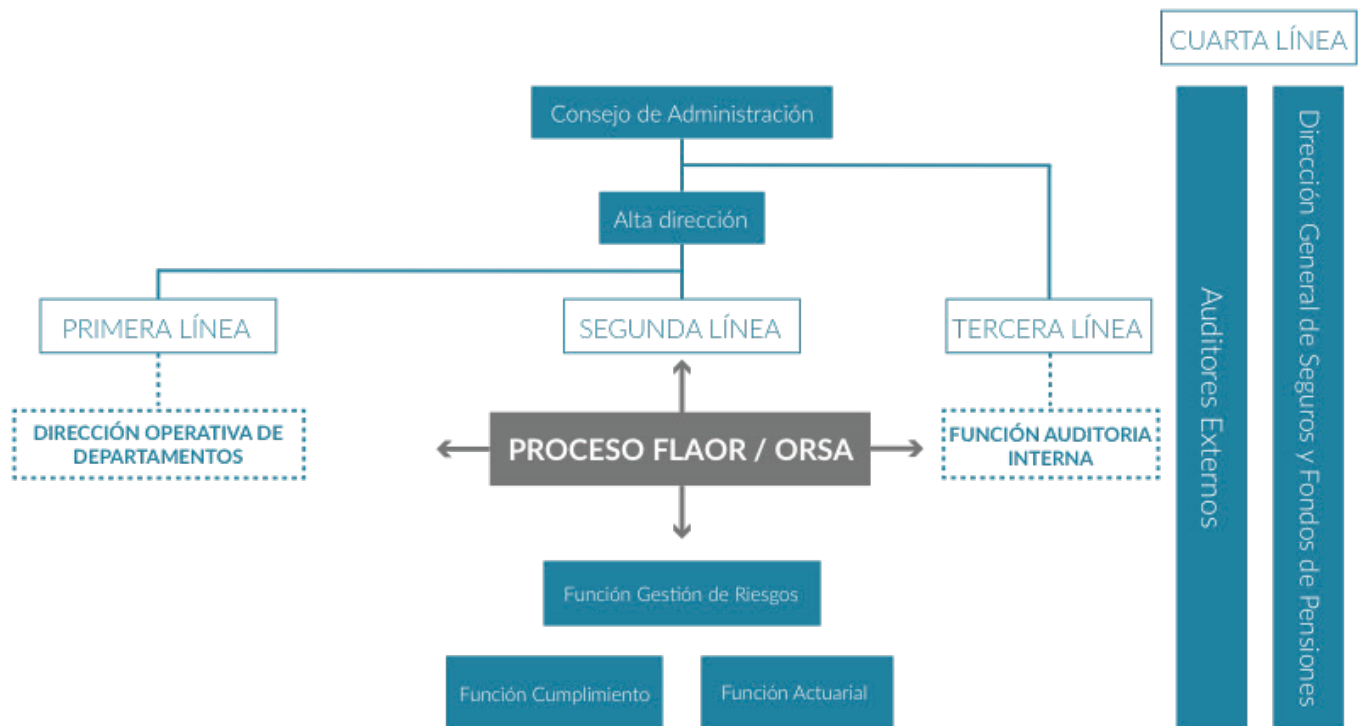 CUARTA LÍNEA
Consejo de Administración
Alta dirección
PRIMERA LÍNEA
SEGUNDA LÍNEA
TERCERA LÍNEA
DIRECCIÓN OPERATIVA DE
DEPARTAMENTOS
PROCESO FLAOR / ORSA
FUNCIÓN AUDITORIA
INTERNA
Función Gestión de Riesgos
Función Cumplimiento
Función Actuarial
Auditores Externos
Dirección General de Seguros y Fondos de Pensiones